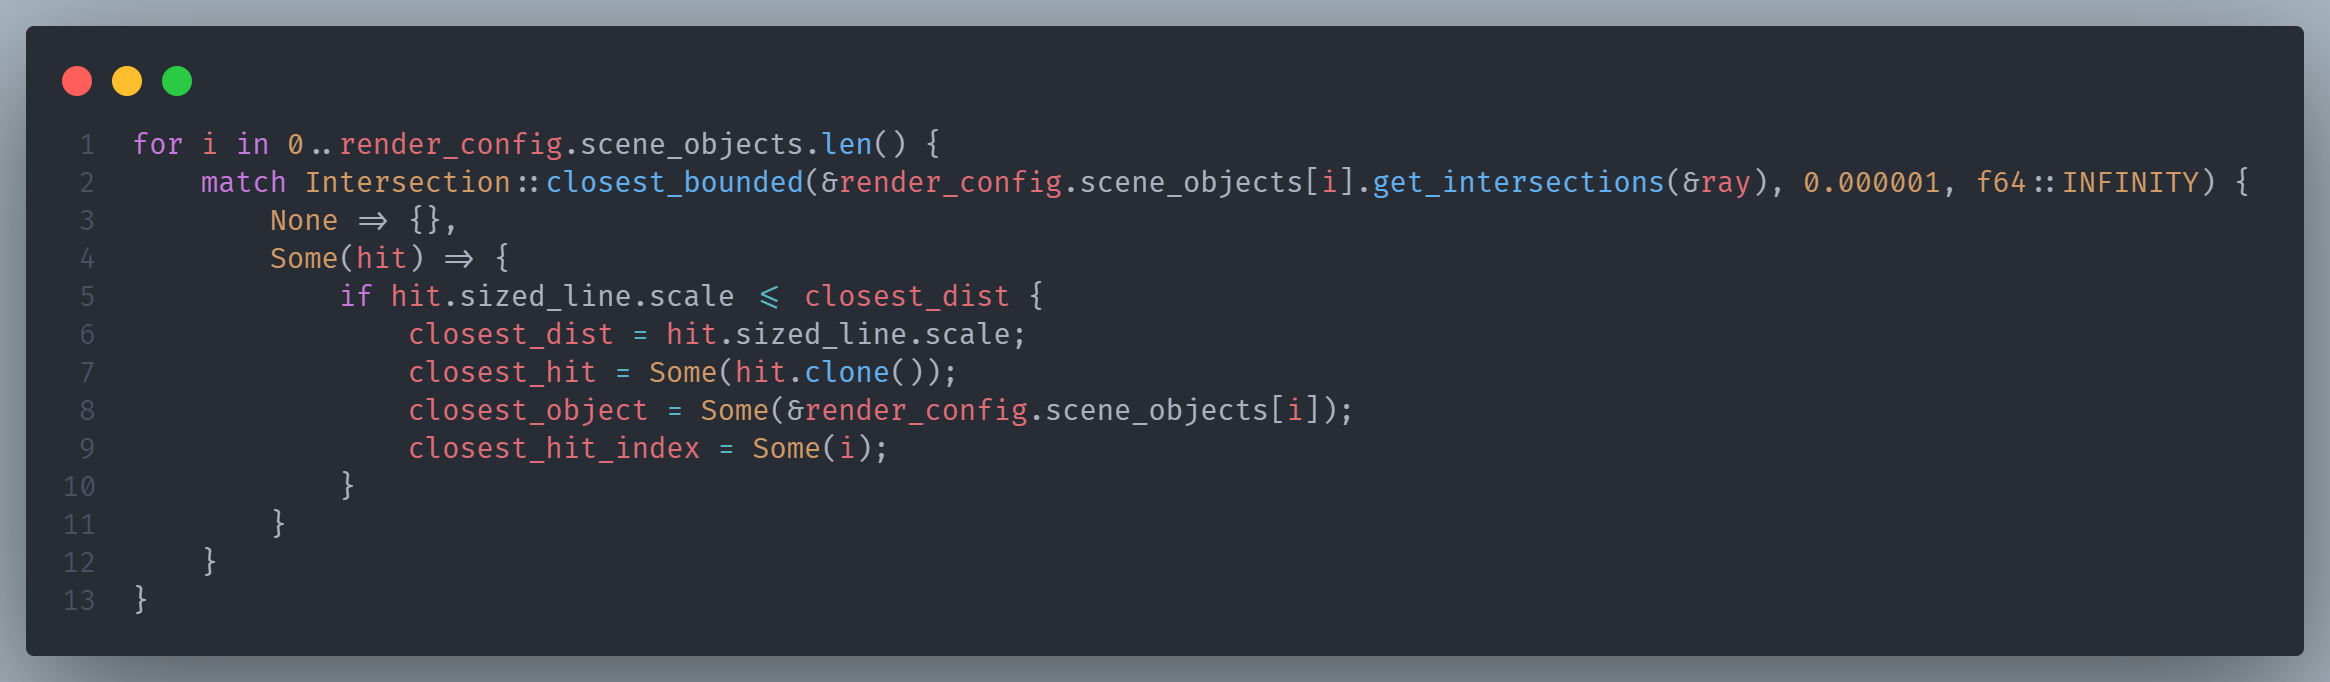 1 for i in 0..render_config.scene_objects.len() {
2 match Intersection::closest_bounded(&render_config.scene_objects[i].get_intersections(&ray), 0.000001, f64::INFINITY) {
3 None => {},
4 Some(hit) => {
5 if hit.sized_line.scale <= closest_dist {
6 closest_dist = hit.sized_line.scale;
7 closest_hit = Some(hit.clone());
8 closest_object = Some(&render_config.scene_objects[i]);
9 closest_hit_index = Some(i);
10 }
11 }
12 }
13 }